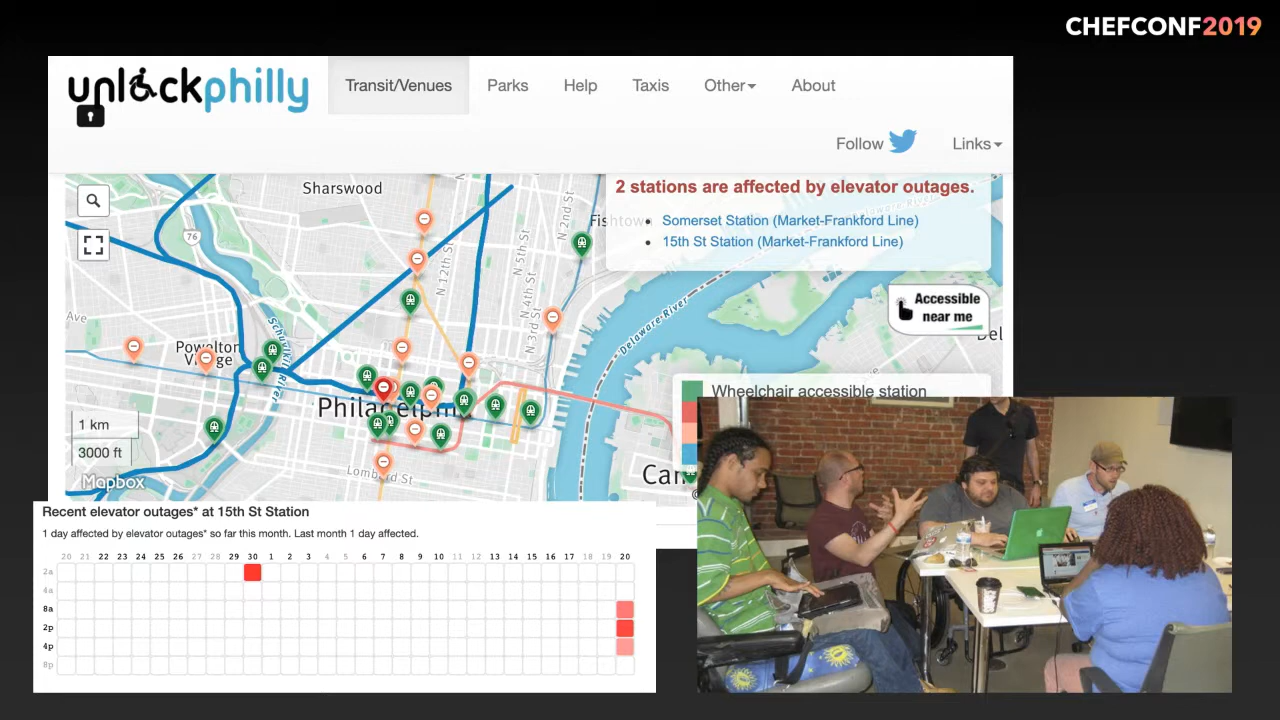 CHEFCONF2019
unlockphilly
Transit/Venues Parks Help Taxis Other About
Follow Links
2 stations are affected by elevator outages.
Somerset Station (Market-Frankford Line)
15th St Station (Market-Frankford Line)
Sharswood
76
N 12th St
N 5th St
N 4th St
N 3rd St
N 2nd St
Fishtown
Delaware River
Delaware River
Accessible
near me
Del
Ave
Powelton
Village
Schuylkill River
Philadelphi
Wheelchair accessible station
1 km
3000 ft
Lombard St
Cam
Mapbox
Recent elevator outages* at 15th St Station
1 day affected by elevator outages* so far this month. Last month 1 day affected.
20 21 22 23 24 25 26 27 28 29 30 1 2 3 4 5 6 7 8 9 10 11 12 13 14 15 16 17 18 19 20
2a
4a
8a
2p
4p
8p